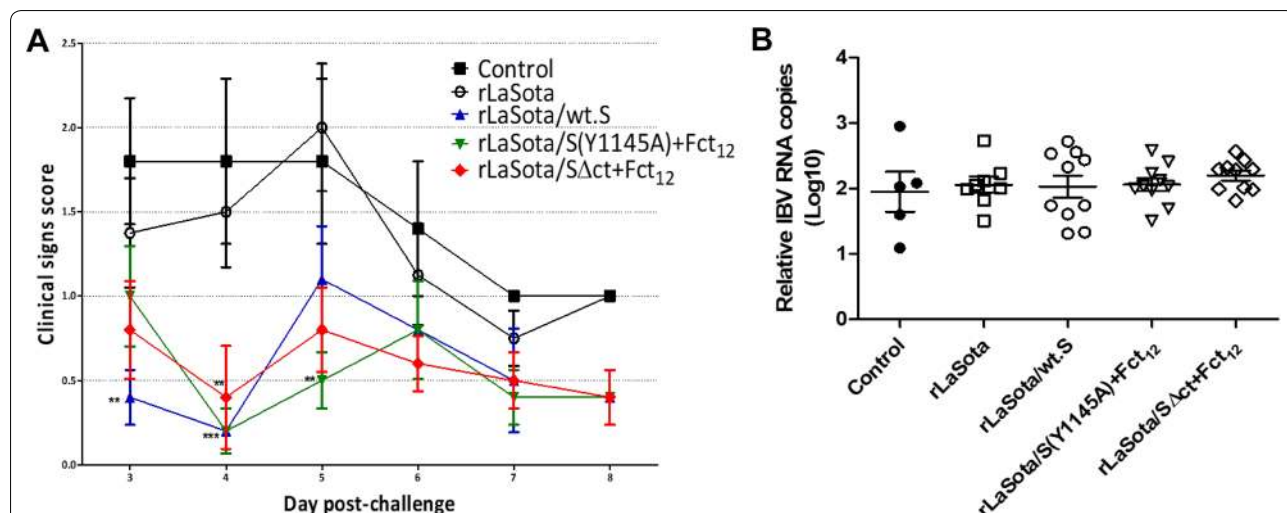 A
2.5
2.0
1.5
1.0
0.5
0.0
Clinical signs score
Control
rLaSota
rLaSota/wt.S
rLaSota/S(Y1145A)+Fct₁₂
rLaSota/SΔct+Fct₁₂
**
**
***
**
3 4 5 6 7 8
Day post-challenge
B
Relative IBV RNA copies
(Log10)
4
3
2
1
0
Control
rLaSota
rLaSota/wt.S
rLaSota/S(Y1145A)+Fct₁₂
rLaSota/SΔct+Fct₁₂